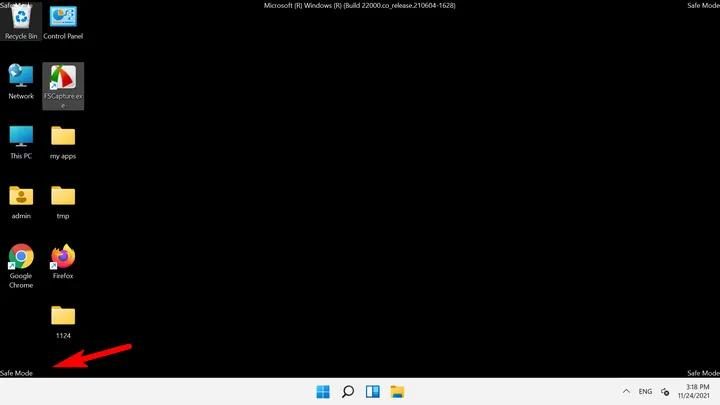 Safe Mode
Microsoft (R) Windows (R) (Build 22000.co_release.210604-1628)
Safe Mode
Recycle Bin
Control Panel
Network
FSCapture.ex
e
This PC
my apps
admin
tmp
Google
Chrome
Firefox
1124
Safe Mode
Safe Mode
ENG
3:18 PM
11/24/2021